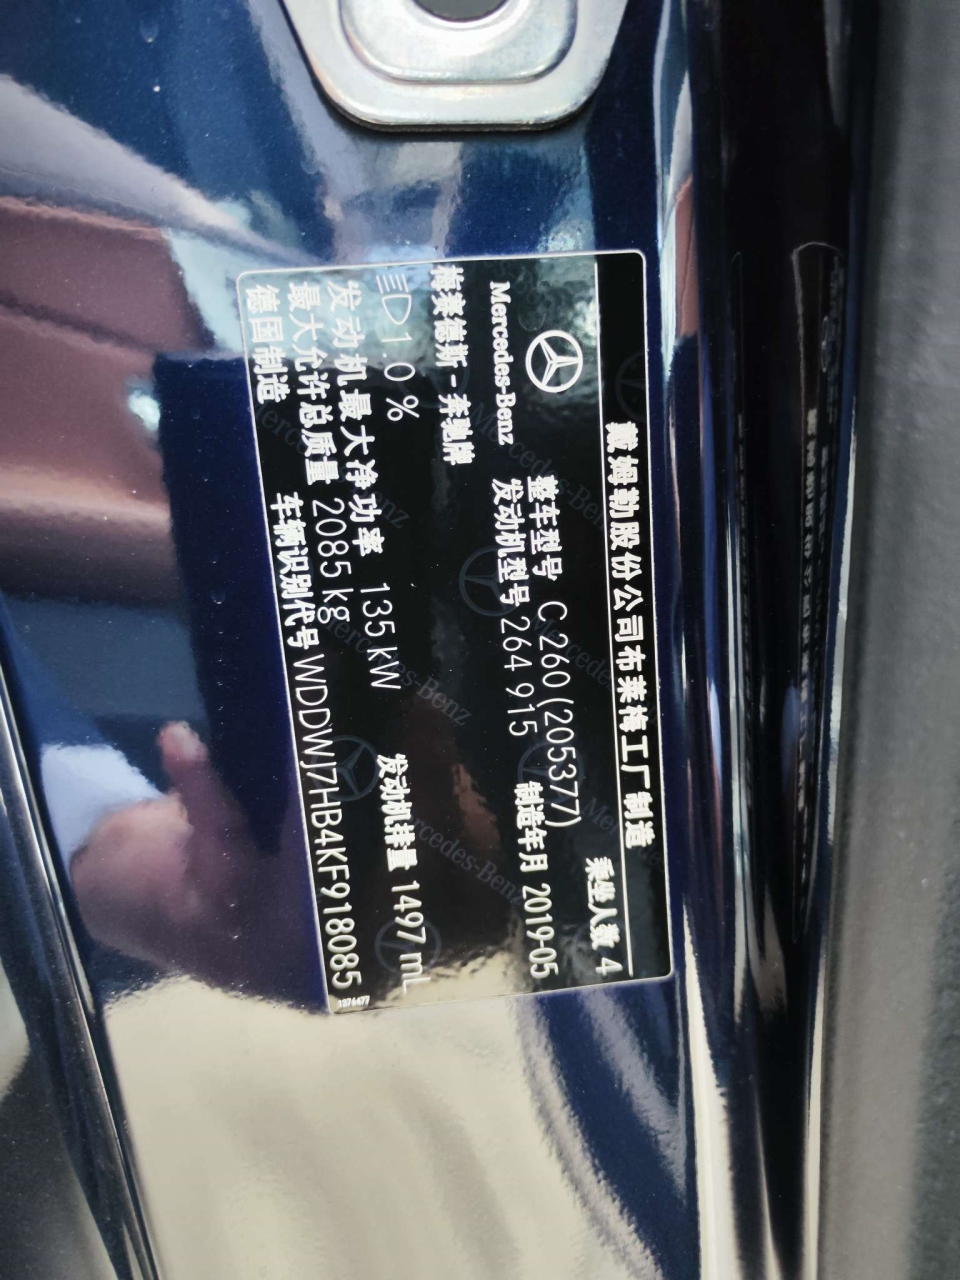 戴姆勒股份公司布莱梅工厂制造
乘坐人数 4
Mercedes-Benz
整车型号 C 260 (205377)
发动机型号 264 915
制造年月 2019-05
梅赛德斯-奔驰牌
1.0 %
发动机排量 1497 mL
发动机最大净功率 135 kW
最大允许总质量 2085 kg
德国制造
车辆识别代号 WDDWJ7HB4KF918085